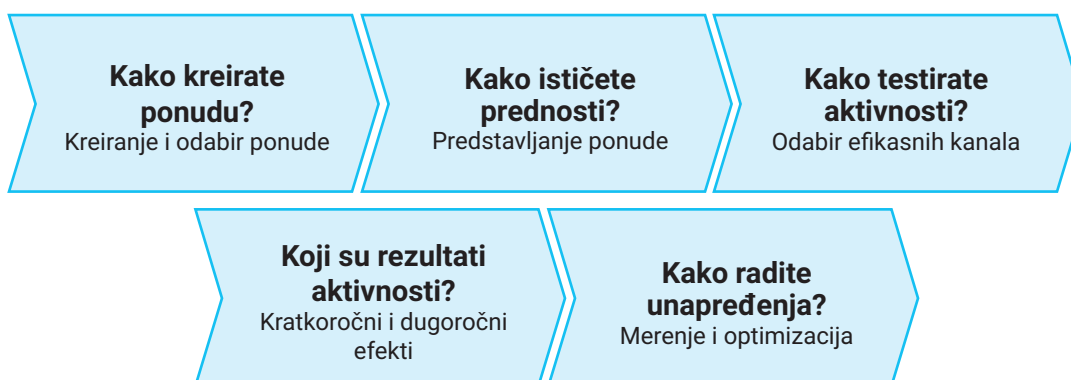 Kako kreirate
ponudu?
Kreiranje i odabir ponude
Kako ističete
prednosti?
Predstavljanje ponude
Kako testirate
aktivnosti?
Odabir efikasnih kanala
Koji su rezultati
aktivnosti?
Kratkoročni i dugoročni
efekti
Kako radite
unapređenja?
Merenje i optimizacija